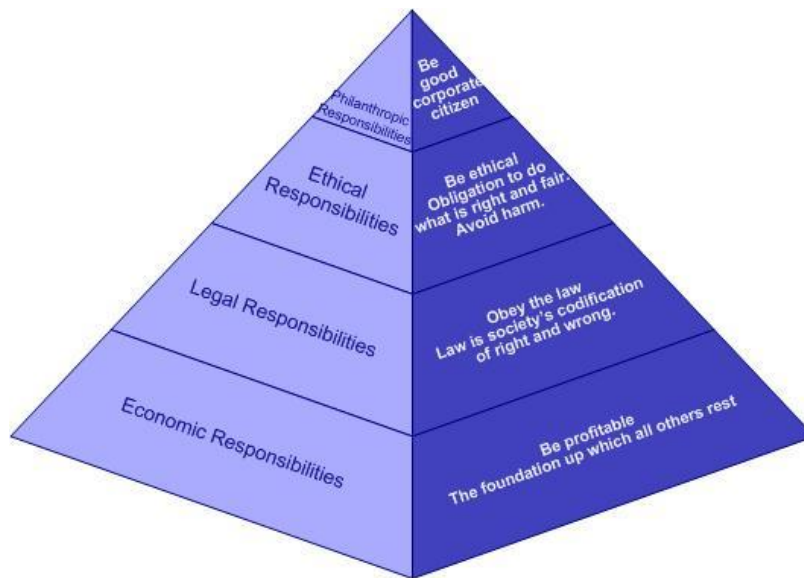 Philanthropic
Responsibilities
Be
good
corporate
citizen
Ethical
Responsibilities
Be ethical
Obligation to do
what is right and fair.
Avoid harm.
Legal Responsibilities
Obey the law
Law is society's codification
of right and wrong.
Economic Responsibilities
Be profitable
The foundation up which all others rest